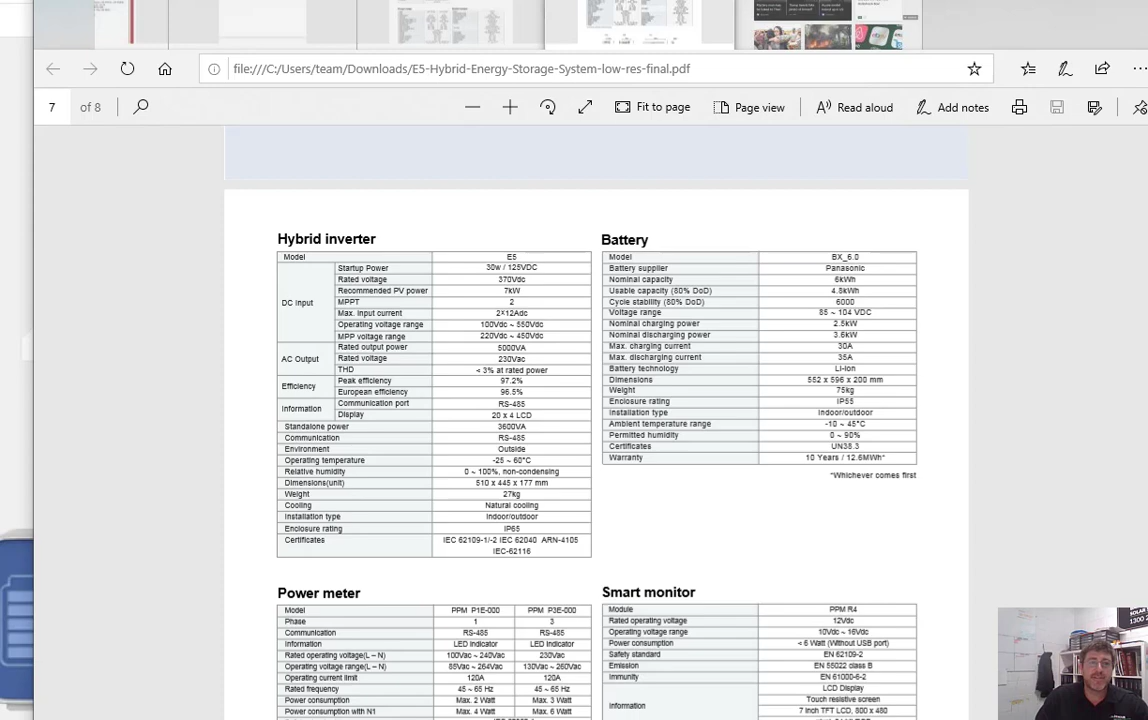 file:///C:/Users/team/Downloads/E5-Hybrid-Energy-Storage-System-low-res-final.pdf
7 of 8
Fit to page
Page view
Read aloud
Add notes
Hybrid inverter
Model E5
DC Input
Startup Power 30w / 125VDC
Rated voltage 370Vdc
Recommended PV power 7kW
MPPT 2
Max. Input current 2×12Adc
Operating voltage range 100Vdc ~ 550Vdc
MPP voltage range 220Vdc ~ 450Vdc
AC Output
Rated output power 5000VA
Rated voltage 230Vac
THD < 3% at rated power
Efficiency
Peak efficiency 97.2%
European efficiency 96.5%
Information
Communication port RS-485
Display 20 x 4 LCD
Standalone power 3600VA
Communication RS-485
Environment Outside
Operating temperature -25 ~ 60°C
Relative humidity 0 ~ 100%, non-condensing
Dimensions(unit) 510 x 445 x 177 mm
Weight 27kg
Cooling Natural cooling
Installation type Indoor/outdoor
Enclosure rating IP65
Certificates IEC 62109-1/-2 IEC 62040 ARN-4105
IEC-62116
Battery
Model BX_6.0
Battery supplier Panasonic
Nominal capacity 6kWh
Usable capacity (80% DoD) 4.8kWh
Cycle stability (80% DoD) 6000
Voltage range 85 ~ 104 VDC
Nominal charging power 2.5kW
Nominal discharging power 3.6kW
Max. charging current 30A
Max. discharging current 35A
Battery technology Li-ion
Dimensions 552 x 596 x 200 mm
Weight 75kg
Enclosure rating IP55
Installation type Indoor/outdoor
Ambient temperature range -10 ~ 45°C
Permitted humidity 0 ~ 90%
Certificates UN38.3
Warranty 10 Years / 12.6MWh*
*Whichever comes first
Power meter
Model PPM P1E-000 PPM P3E-000
Phase 1 3
Communication RS-485 RS-485
Information LED Indicator LED Indicator
Rated operating voltage(L – N) 100Vac ~ 240Vac 230Vac
Operating voltage range(L – N) 85Vac ~ 264Vac 130Vac ~ 260Vac
Operating current limit 120A 120A
Rated frequency 45 ~ 65 Hz 45 ~ 65 Hz
Power consumption Max. 2 Watt Max. 3 Watt
Power consumption with N1 Max. 4 Watt Max. 6 Watt
Smart monitor
Module PPM R4
Rated operating voltage 12Vdc
Operating voltage range 10Vdc ~ 16Vdc
Power consumption < 6 Watt (Without USB port)
Safety standard EN 62109-2
Emission EN 55022 class B
Immunity EN 61000-6-2
Information
LCD Display
Touch resistive screen
7 inch TFT LCD, 800 x 480
SOLAR
1300 2